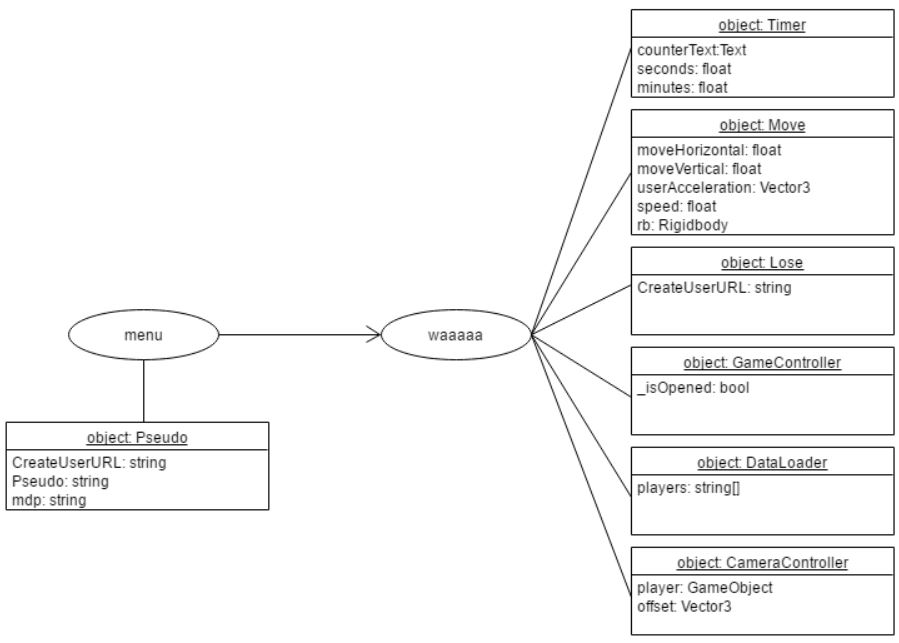 object: Timer
counterText:Text
seconds: float
minutes: float
object: Move
moveHorizontal: float
moveVertical: float
userAcceleration: Vector3
speed: float
rb: Rigidbody
object: Lose
CreateUserURL: string
menu
waaaaa
object: GameController
_isOpened: bool
object: Pseudo
CreateUserURL: string
Pseudo: string
mdp: string
object: DataLoader
players: string[]
object: CameraController
player: GameObject
offset: Vector3